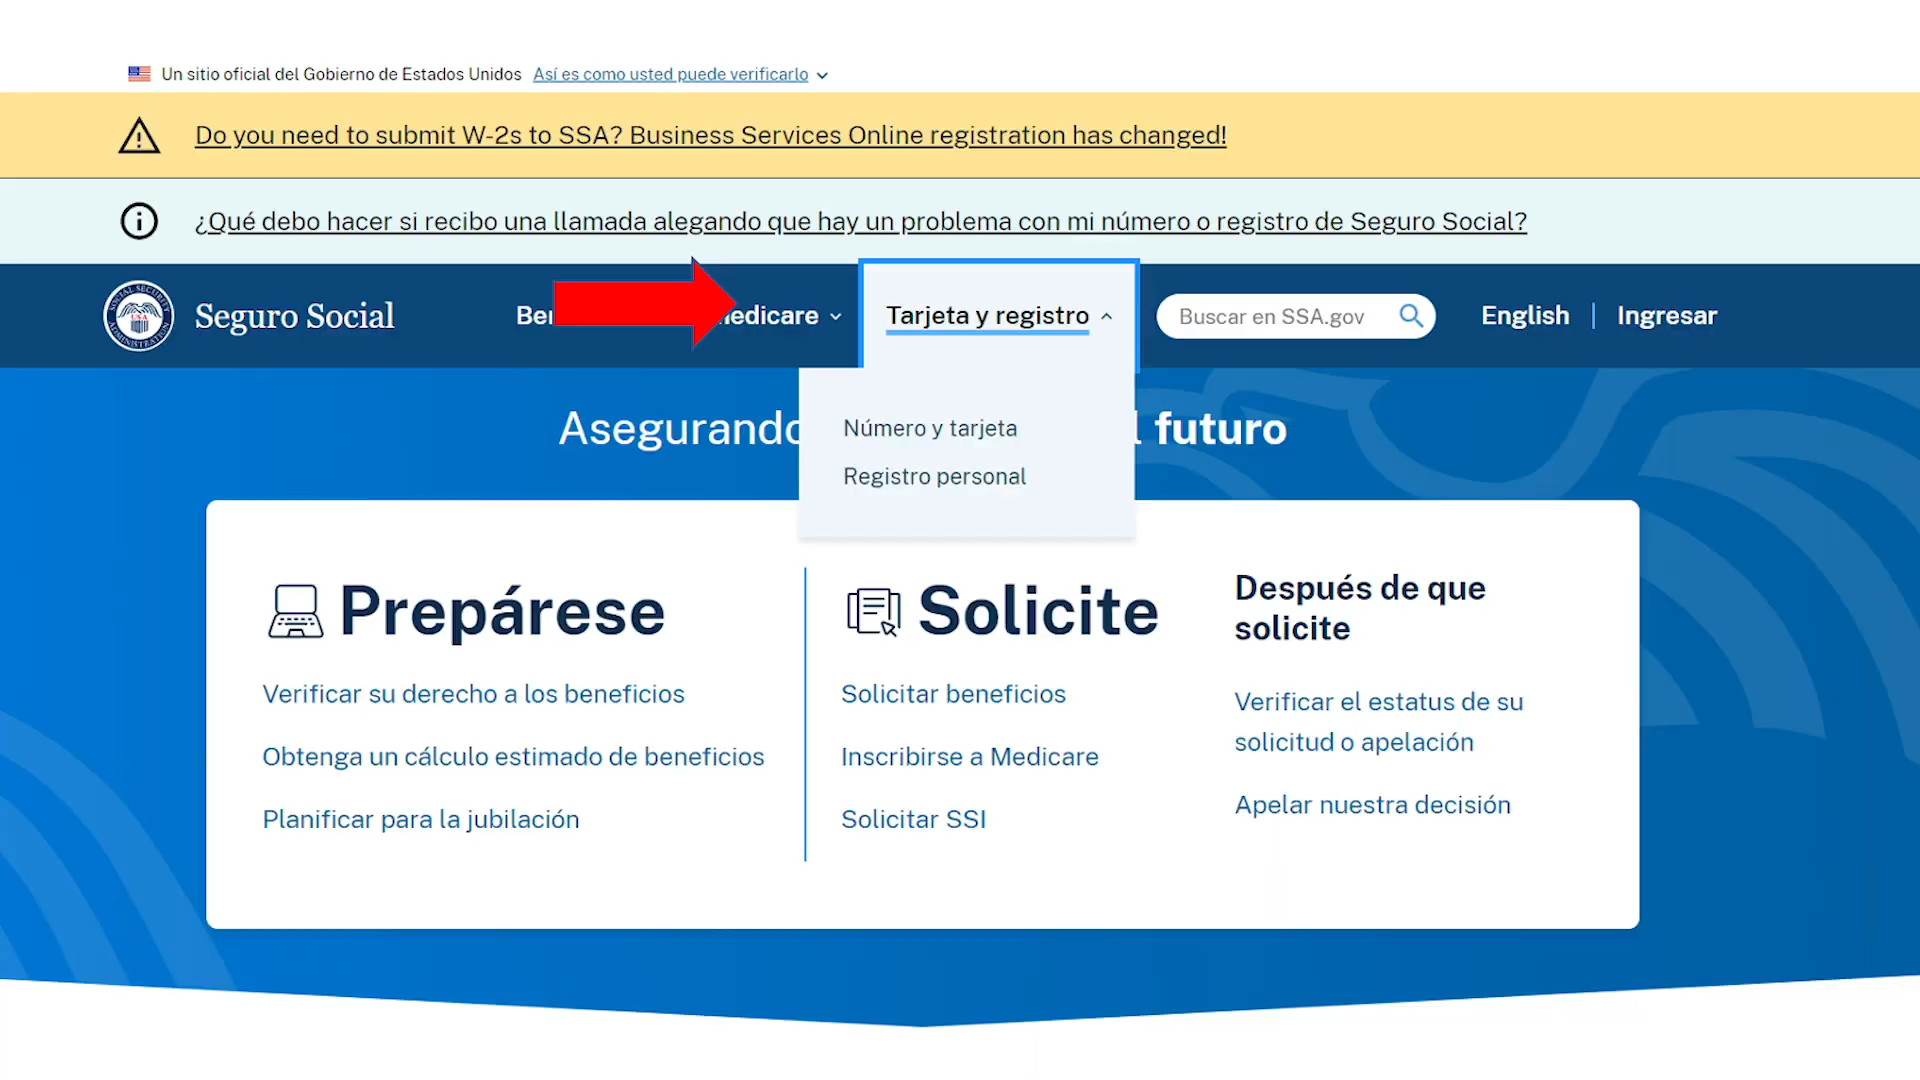 Un sitio oficial del Gobierno de Estados Unidos Así es como usted puede verificarlo
Do you need to submit W-2s to SSA? Business Services Online registration has changed!
¿Qué debo hacer si recibo una llamada alegando que hay un problema con mi número o registro de Seguro Social?
Seguro Social
Tarjeta y registro
Buscar en SSA.gov
English
Ingresar
Número y tarjeta
Registro personal
Asegurando
futuro
Prepárese
Verificar su derecho a los beneficios
Obtenga un cálculo estimado de beneficios
Planificar para la jubilación
Solicite
Solicitar beneficios
Inscribirse a Medicare
Solicitar SSI
Después de que
solicite
Verificar el estatus de su
solicitud o apelación
Apelar nuestra decisión